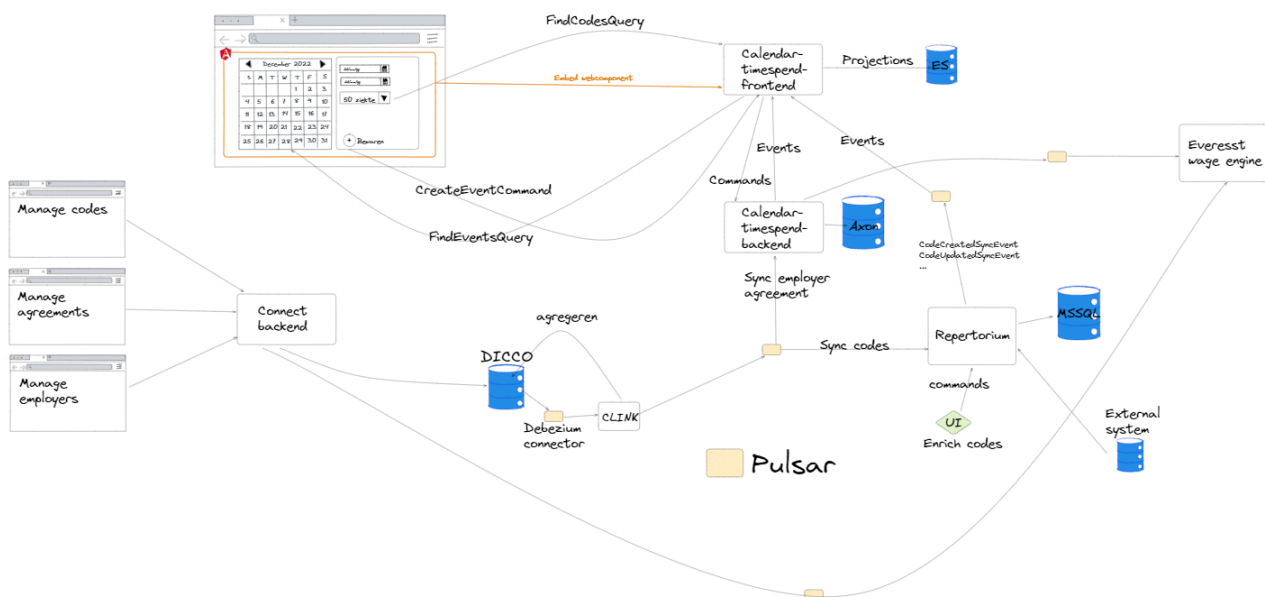 FindCodesQuery
December 2022
S M T W T F S
1 2 3
4 5 6 7 8 9 10
11 12 13 14 15 16 17
18 19 20 21 22 23 24
25 26 27 28 29 30 31
50 ziekte
Bewaren
Embed webcomponent
Calendar-
timespend-
frontend
Projections
ES
Events
Events
Commands
CreateEventCommand
FindEventsQuery
Calendar-
timespend-
backend
Axon
Everesst
wage engine
Manage codes
Manage
agreements
Manage
employers
Connect
backend
CodeCreatedSyncEvent
CodeUpdatedSyncEvent
...
Sync employer
agreement
agregeren
DICCO
CLINK
Debezium
connector
Sync codes
Repertorium
MSSQL
commands
UI
Enrich codes
External
system
Pulsar